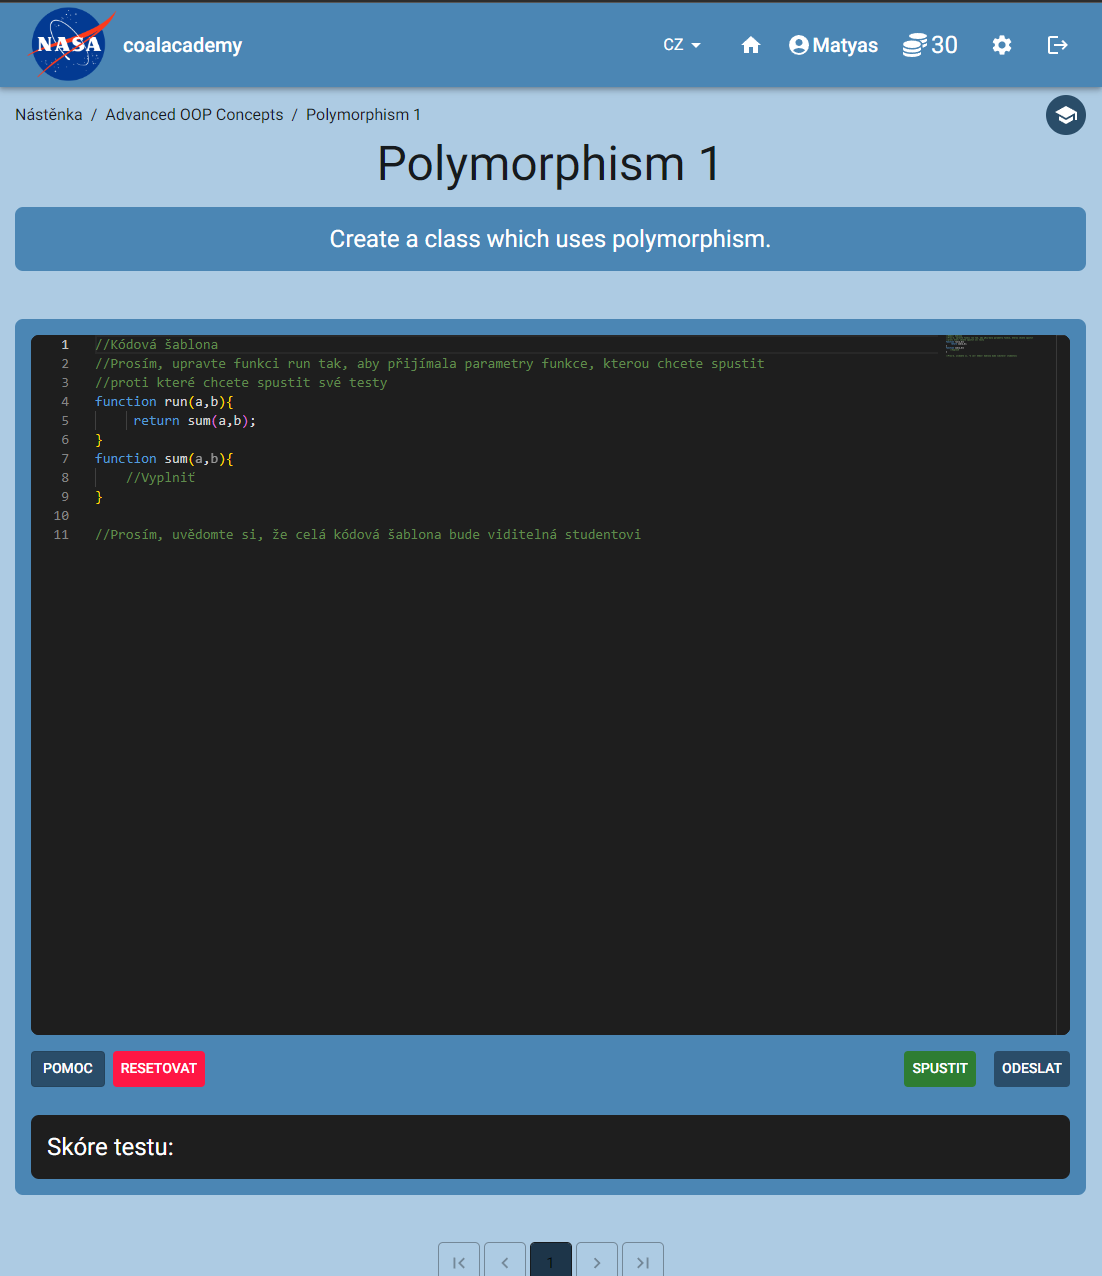 NASA coalacademy CZ Matyas 30
Nástěnka / Advanced OOP Concepts / Polymorphism 1
Polymorphism 1
Create a class which uses polymorphism.
1 //Kódová šablona
2 //Prosím, upravte funkci run tak, aby přijímala parametry funkce, kterou chcete spustit
3 //proti které chcete spustit své testy
4 function run(a,b){
5 return sum(a,b);
6 }
7 function sum(a,b){
8 //Vyplniť
9 }
10
11 //Prosím, uvědomte si, že celá kódová šablona bude viditelná studentovi
POMOC RESETOVAT SPUSTIT ODESLAT
Skóre testu:
1